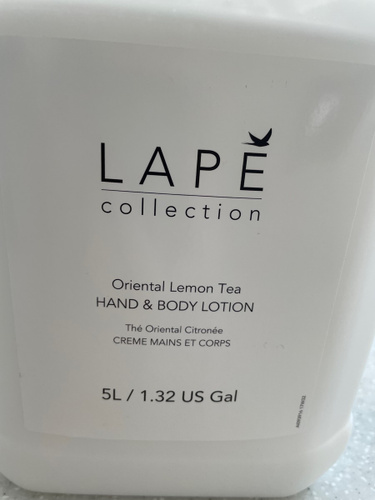 LAPĒ
collection
Oriental Lemon Tea
HAND & BODY LOTION
Thé Oriental Citronée
CREME MAINS ET CORPS
5L / 1.32 US Gal